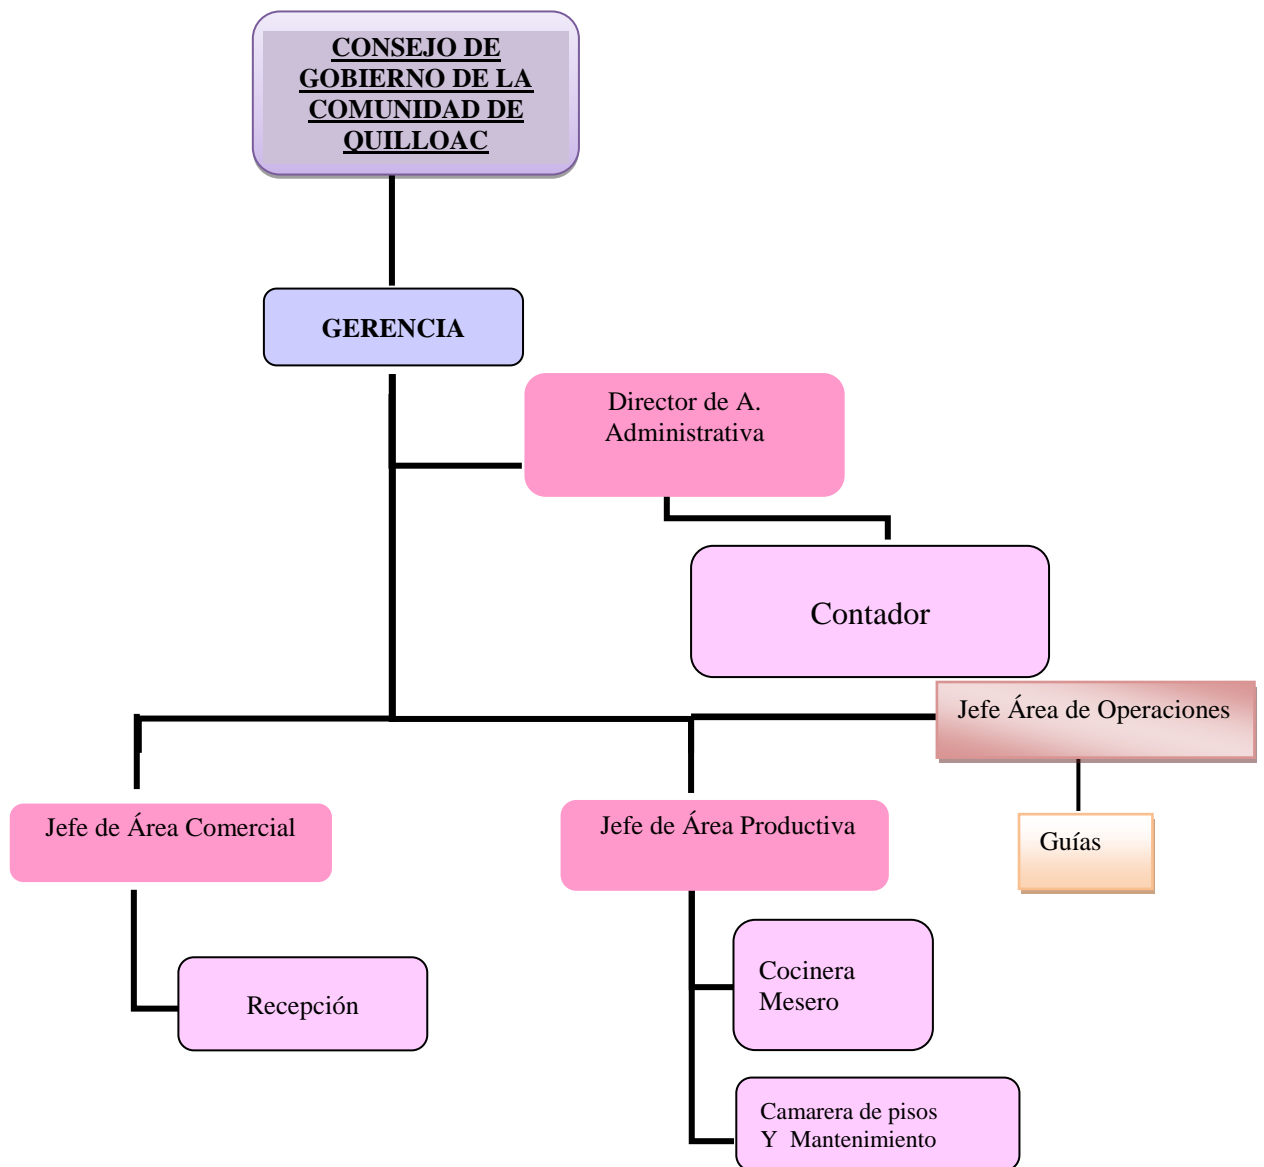 CONSEJO DE
GOBIERNO DE LA
COMUNIDAD DE
QUILLOAC
GERENCIA
Director de A.
Administrativa
Contador
Jefe Área de Operaciones
Jefe de Área Comercial
Jefe de Área Productiva
Guías
Recepción
Cocinera
Mesero
Camarera de pisos
Y Mantenimiento